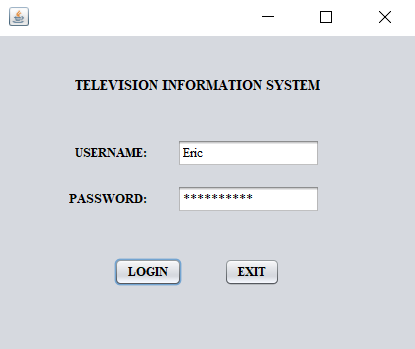 TELEVISION INFORMATION SYSTEM
USERNAME: Eric
PASSWORD: **********
LOGIN EXIT